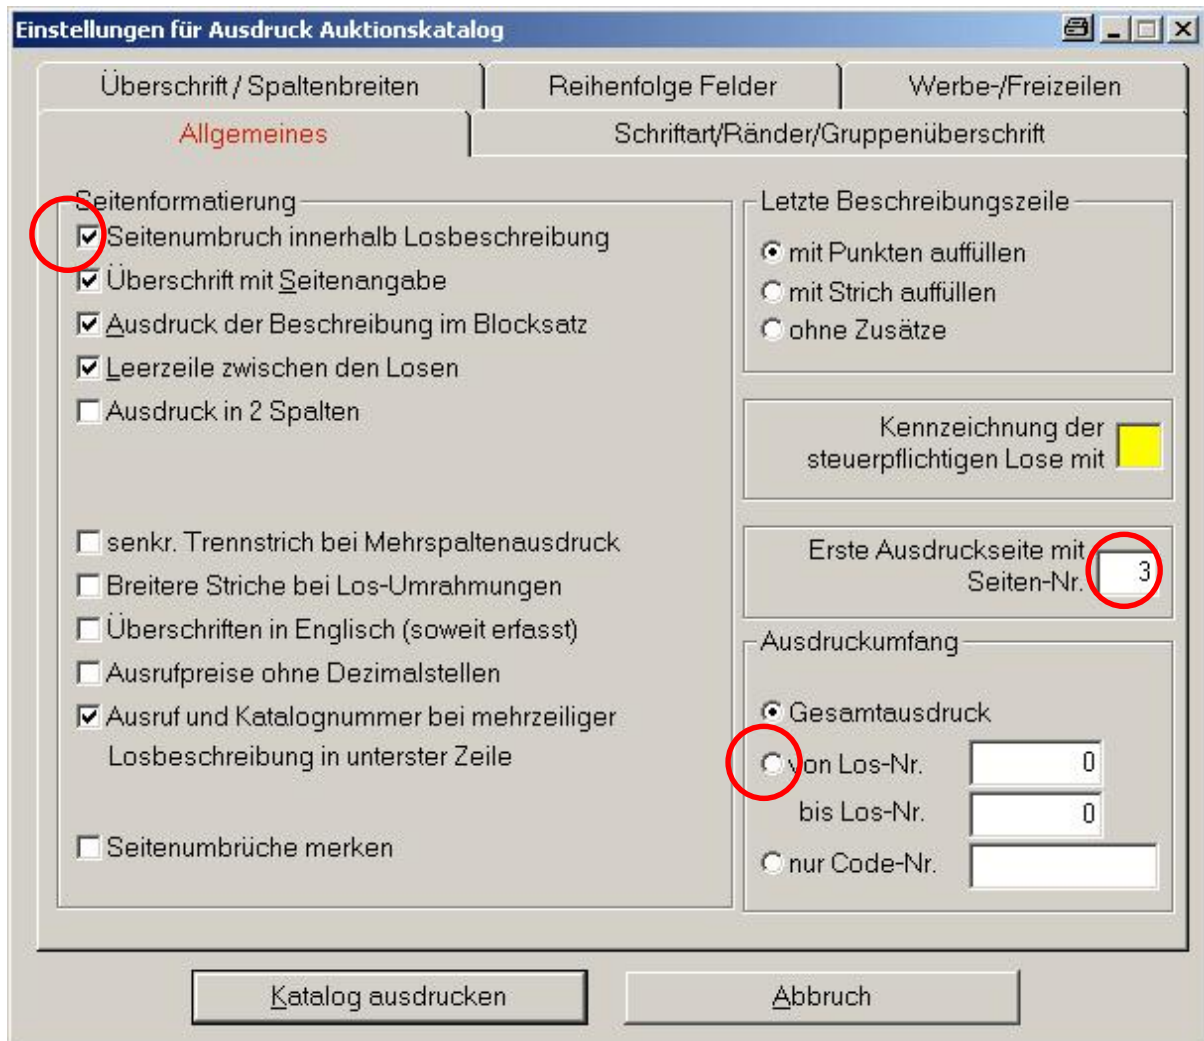 Einstellungen für Ausdruck Auktionskatalog
Überschrift / Spaltenbreiten
Reihenfolge Felder
Werbe-/Freizeilen
Allgemeines
Schriftart/Ränder/Gruppenüberschrift
Seitenformatierung
Seitenumbruch innerhalb Losbeschreibung
Überschrift mit Seitenangabe
Ausdruck der Beschreibung im Blocksatz
Leerzeile zwischen den Losen
Ausdruck in 2 Spalten
senkr. Trennstrich bei Mehrspaltenausdruck
Breitere Striche bei Los-Umrahmungen
Überschriften in Englisch (soweit erfasst)
Ausrufpreise ohne Dezimalstellen
Ausruf und Katalognummer bei mehrzeiliger
Losbeschreibung in unterster Zeile
Seitenumbrüche merken
Letzte Beschreibungszeile
mit Punkten auffüllen
mit Strich auffüllen
ohne Zusätze
Kennzeichnung der
steuerpflichtigen Lose mit
Erste Ausdruckseite mit
Seiten-Nr. 3
Ausdruckumfang
Gesamtausdruck
von Los-Nr. 0
bis Los-Nr. 0
nur Code-Nr.
Katalog ausdrucken
Abbruch